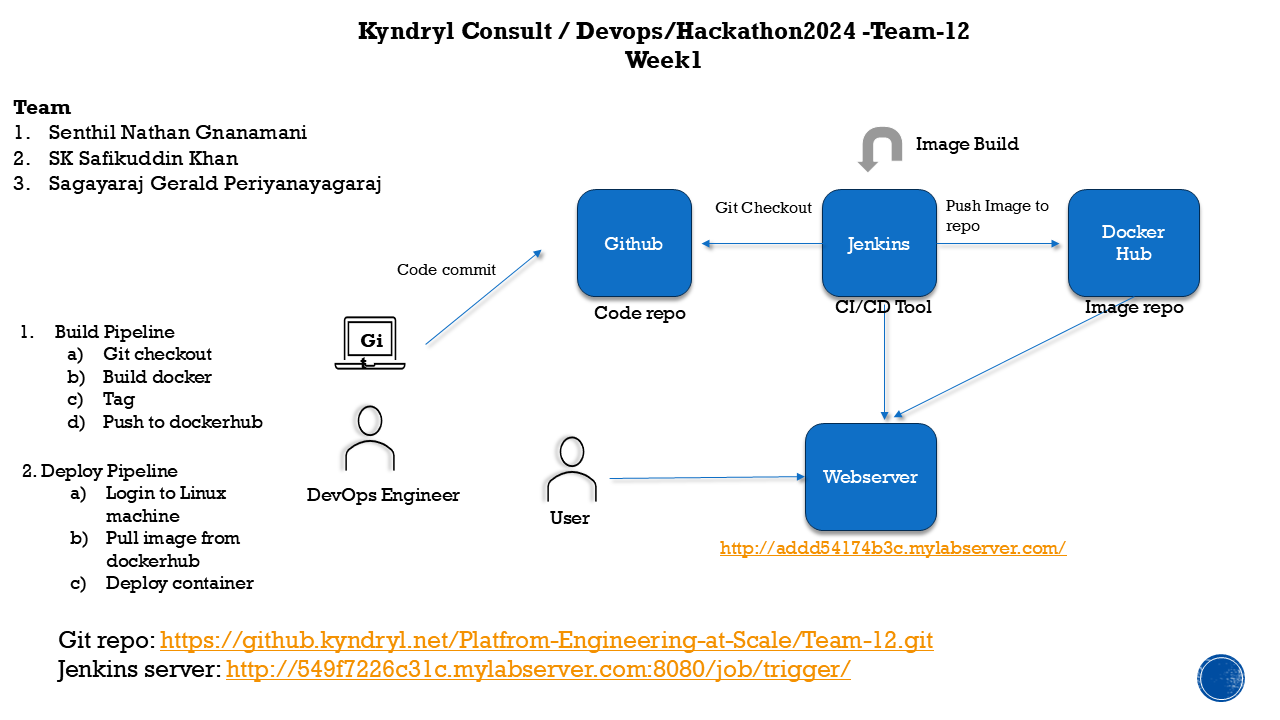 Kyndryl Consult / Devops/Hackathon2024 -Team-12
Week1
Team
1. Senthil Nathan Gnanamani
2. SK Safikuddin Khan
3. Sagayaraj Gerald Periyanayagaraj
Image Build
Git Checkout
Push Image to
repo
Github
Jenkins
Docker
Hub
Code commit
Code repo
CI/CD Tool
Image repo
Gi
t
1. Build Pipeline
a) Git checkout
b) Build docker
c) Tag
d) Push to dockerhub
2. Deploy Pipeline
a) Login to Linux
machine
b) Pull image from
dockerhub
c) Deploy container
DevOps Engineer
User
Webserver
http://addd54174b3c.mylabserver.com/
Git repo: https://github.kyndryl.net/Platfrom-Engineering-at-Scale/Team-12.git
Jenkins server: http://549f7226c31c.mylabserver.com:8080/job/trigger/